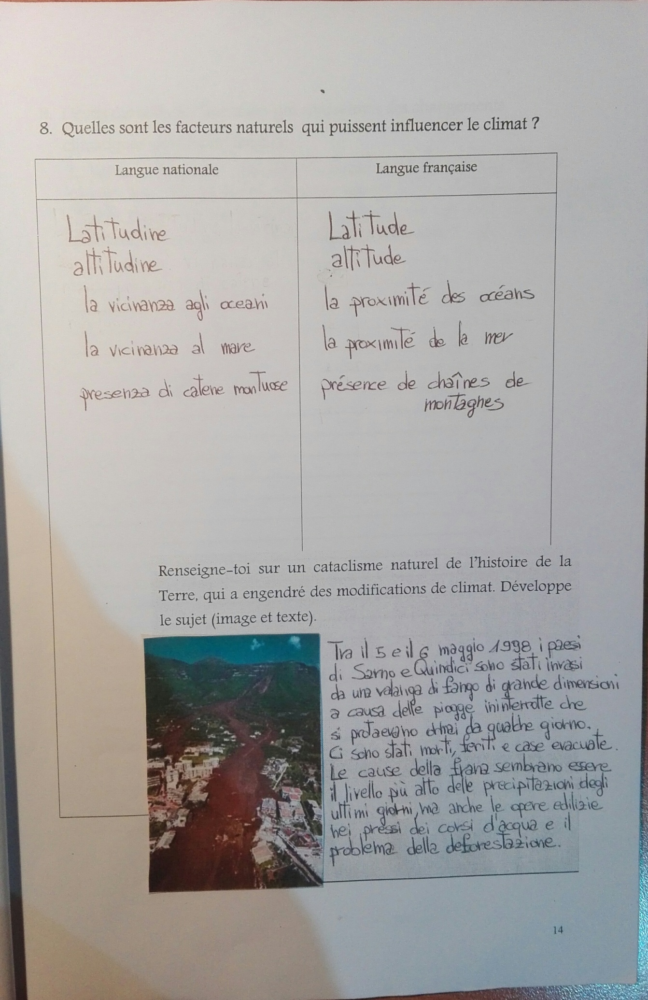 8. Quelles sont les facteurs naturels qui puissent influencer le climat ?
Langue nationale
Langue française
Latitudine
altitudine
la vicinanza agli oceani
la vicinanza al mare
presenza di catene montuose
Latitude
altitude
la proximité des océans
la proximité de la mer
présence de chaînes de
montagnes
Renseigne-toi sur un cataclisme naturel de l'histoire de la
Terre, qui a engendré des modifications de climat. Développe
le sujet (image et texte).
Tra il 5 e il 6 maggio 1998 i paesi
di Sarno e Quindici sono stati invasi
da una valanga di fango di grande dimensioni
a causa delle piogge ininterrotte che
si protaevano ormai da qualche giorno.
Ci sono stati morti, feriti e case evacuate.
Le cause della frana sembrano essere
il livello più alto delle precipitazioni degli
ultimi giorni, ma anche le opere edilizie
nei pressi dei corsi d'acqua e il
problema della deforestazione.
14